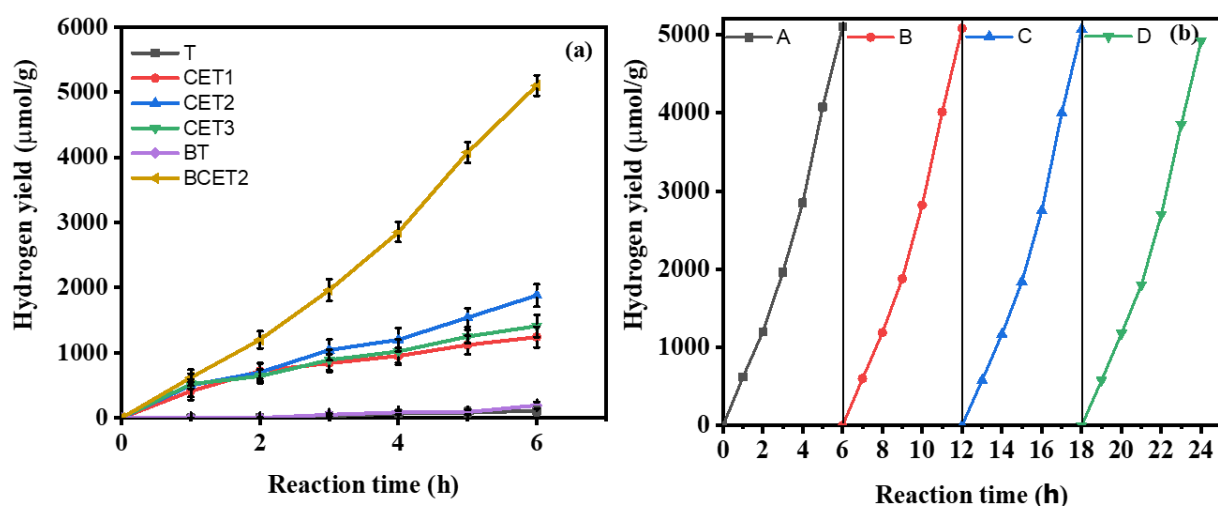 (a)
T
CET1
CET2
CET3
BT
BCET2
Hydrogen yield (μmol/g)
6000
5000
4000
3000
2000
1000
0
0 2 4 6
Reaction time (h)
(b)
A B C D
Hydrogen yield (μmol/g)
5000
4000
3000
2000
1000
0
0 2 4 6 8 10 12 14 16 18 20 22 24
Reaction time (h)